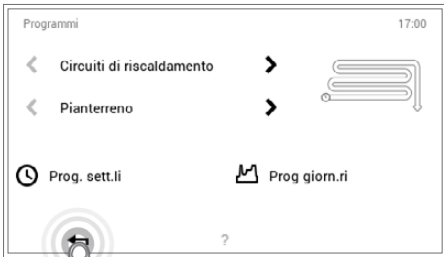 Programmi 17:00
Circuiti di riscaldamento
Pianterreno
Prog. sett.li Prog giorn.ri
?